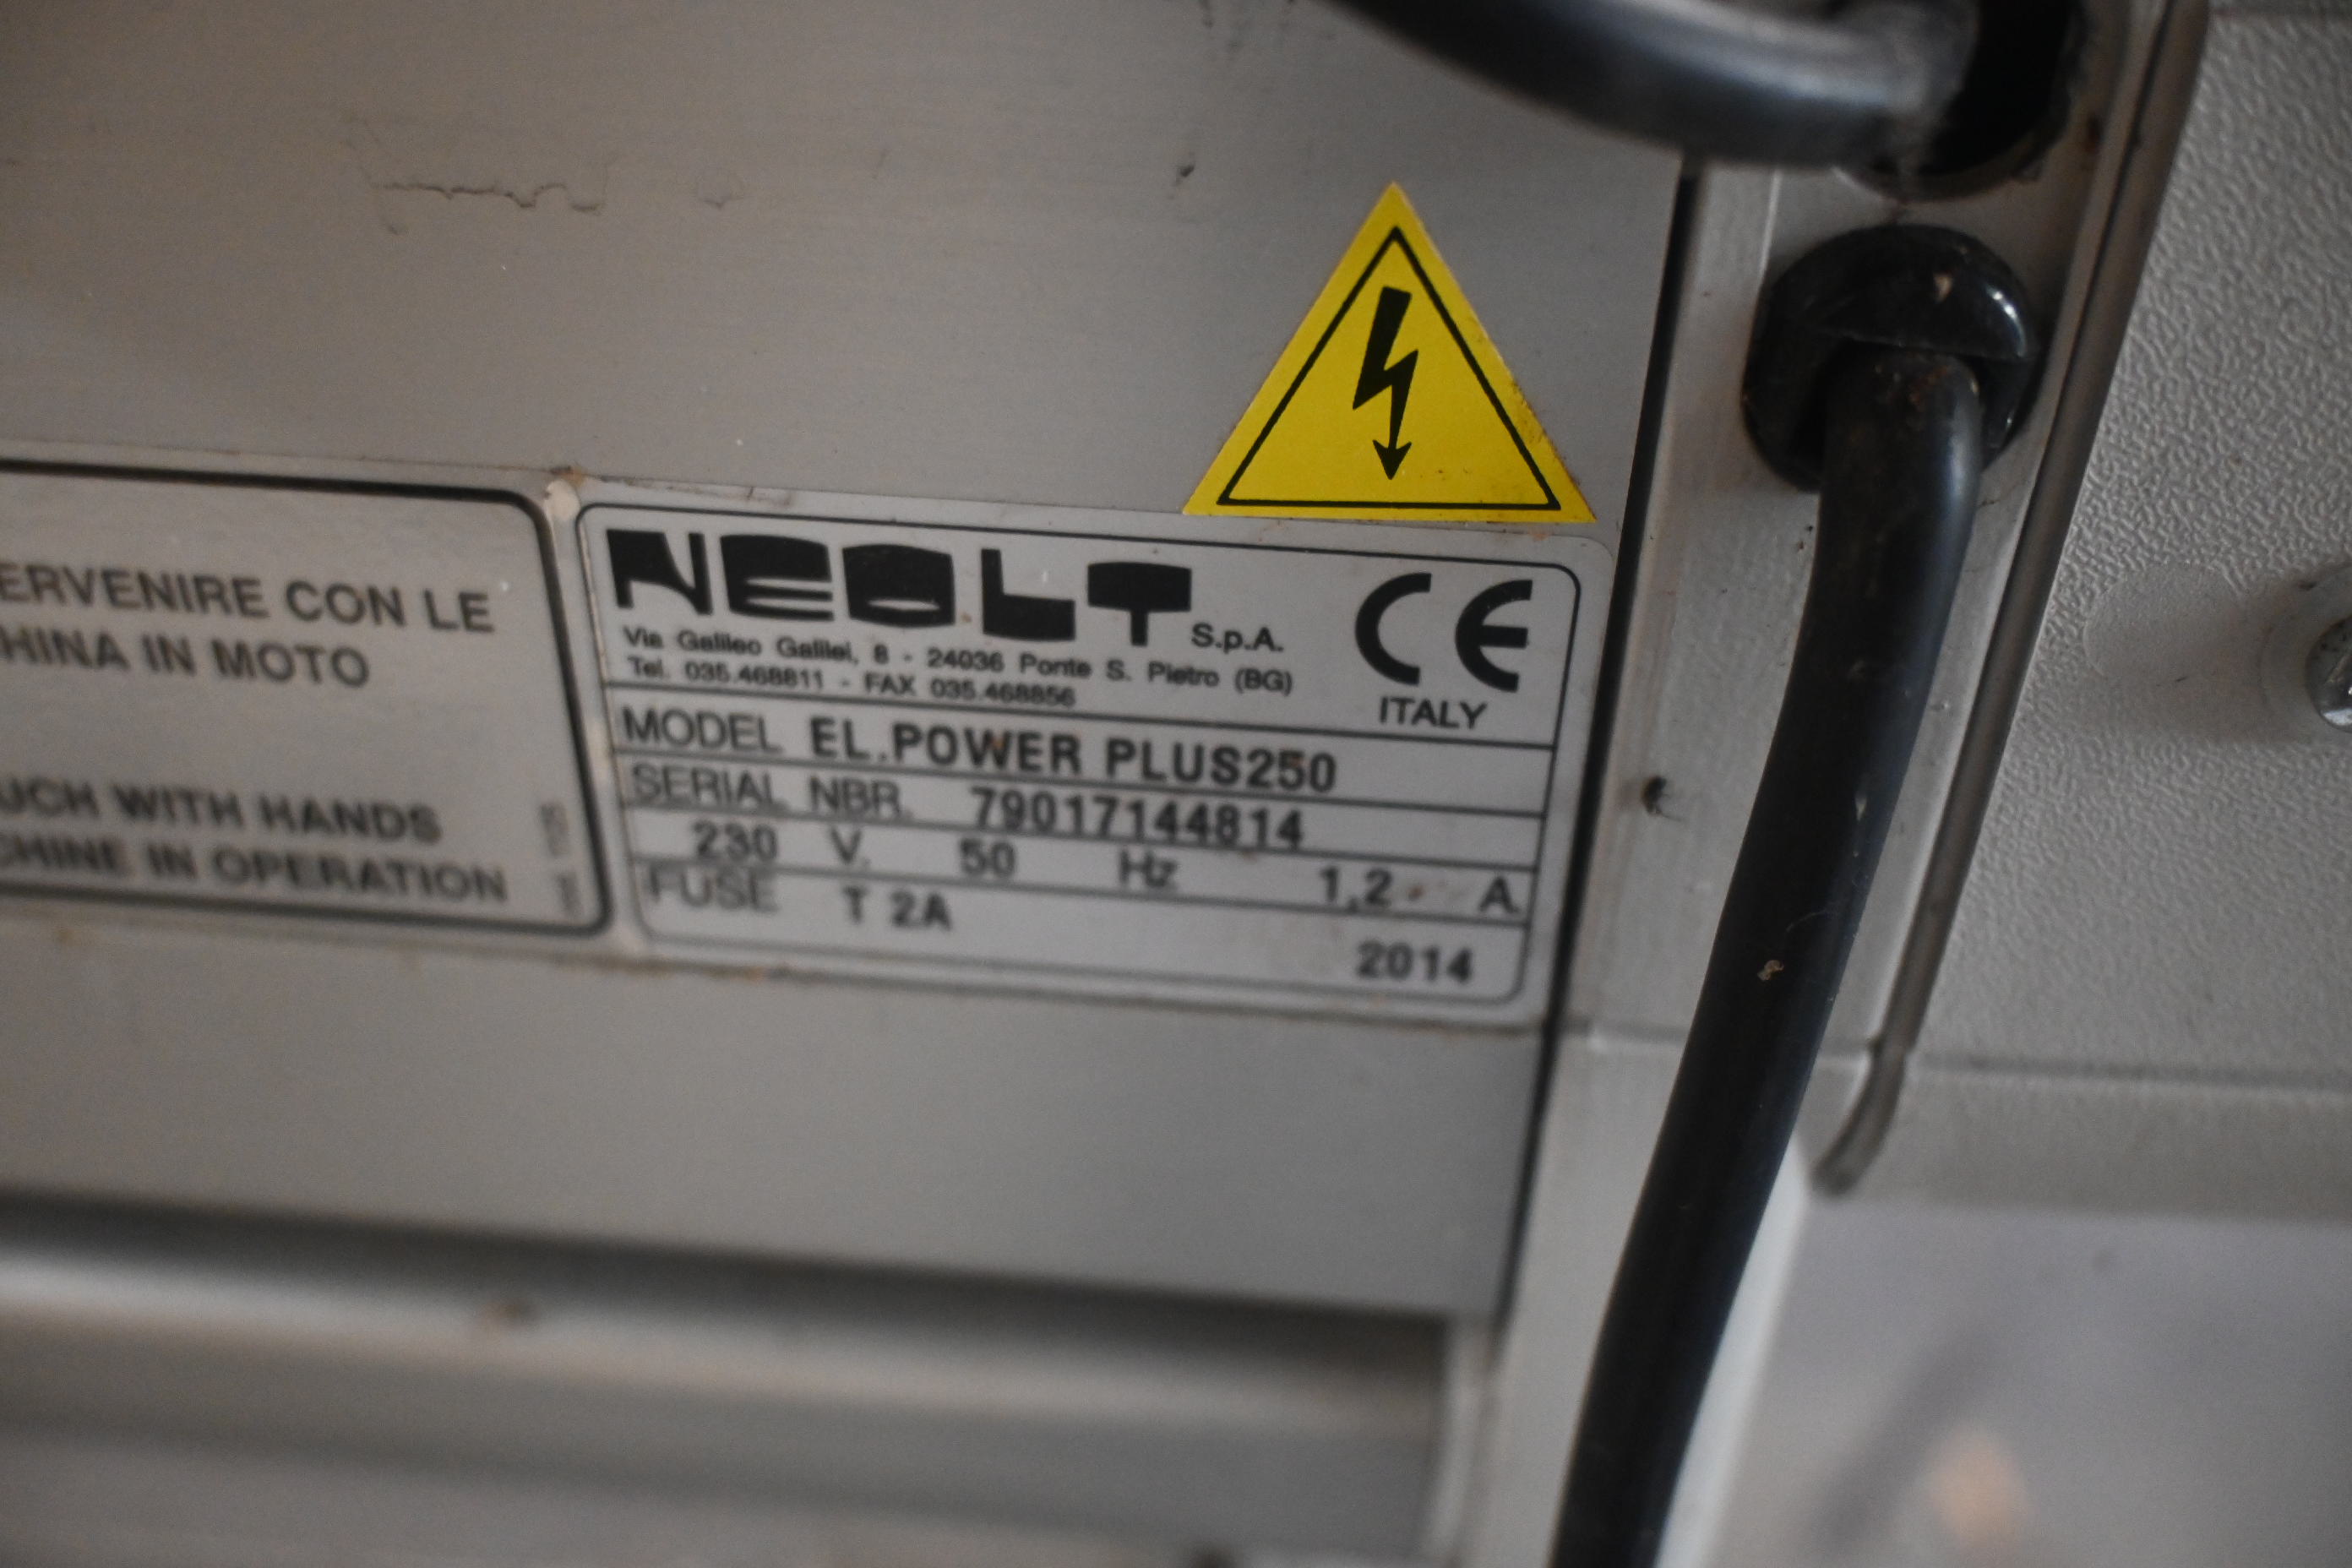 ERVENIRE CON LE
HINA IN MOTO
UCH WITH HANDS
CHINE IN OPERATION
NEOLT S.p.A.
Via Galileo Galilei, 8 - 24036 Ponte S. Pietro (BG)
Tel. 035.468811 - FAX 035.468856
CE
ITALY
MODEL EL.POWER PLUS250
SERIAL NBR. 79017144814
230 V. 50 Hz 1,2 A.
FUSE T 2A
2014